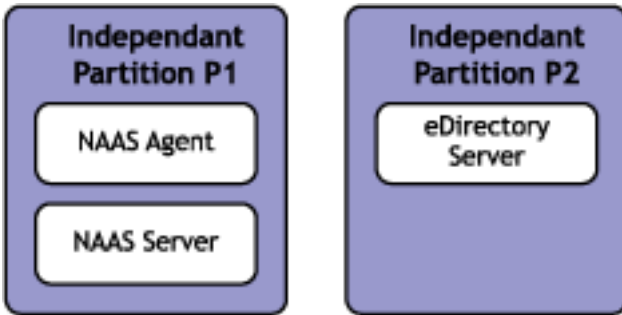 Independant
Partition P1
NAAS Agent
NAAS Server
Independant
Partition P2
eDirectory
Server